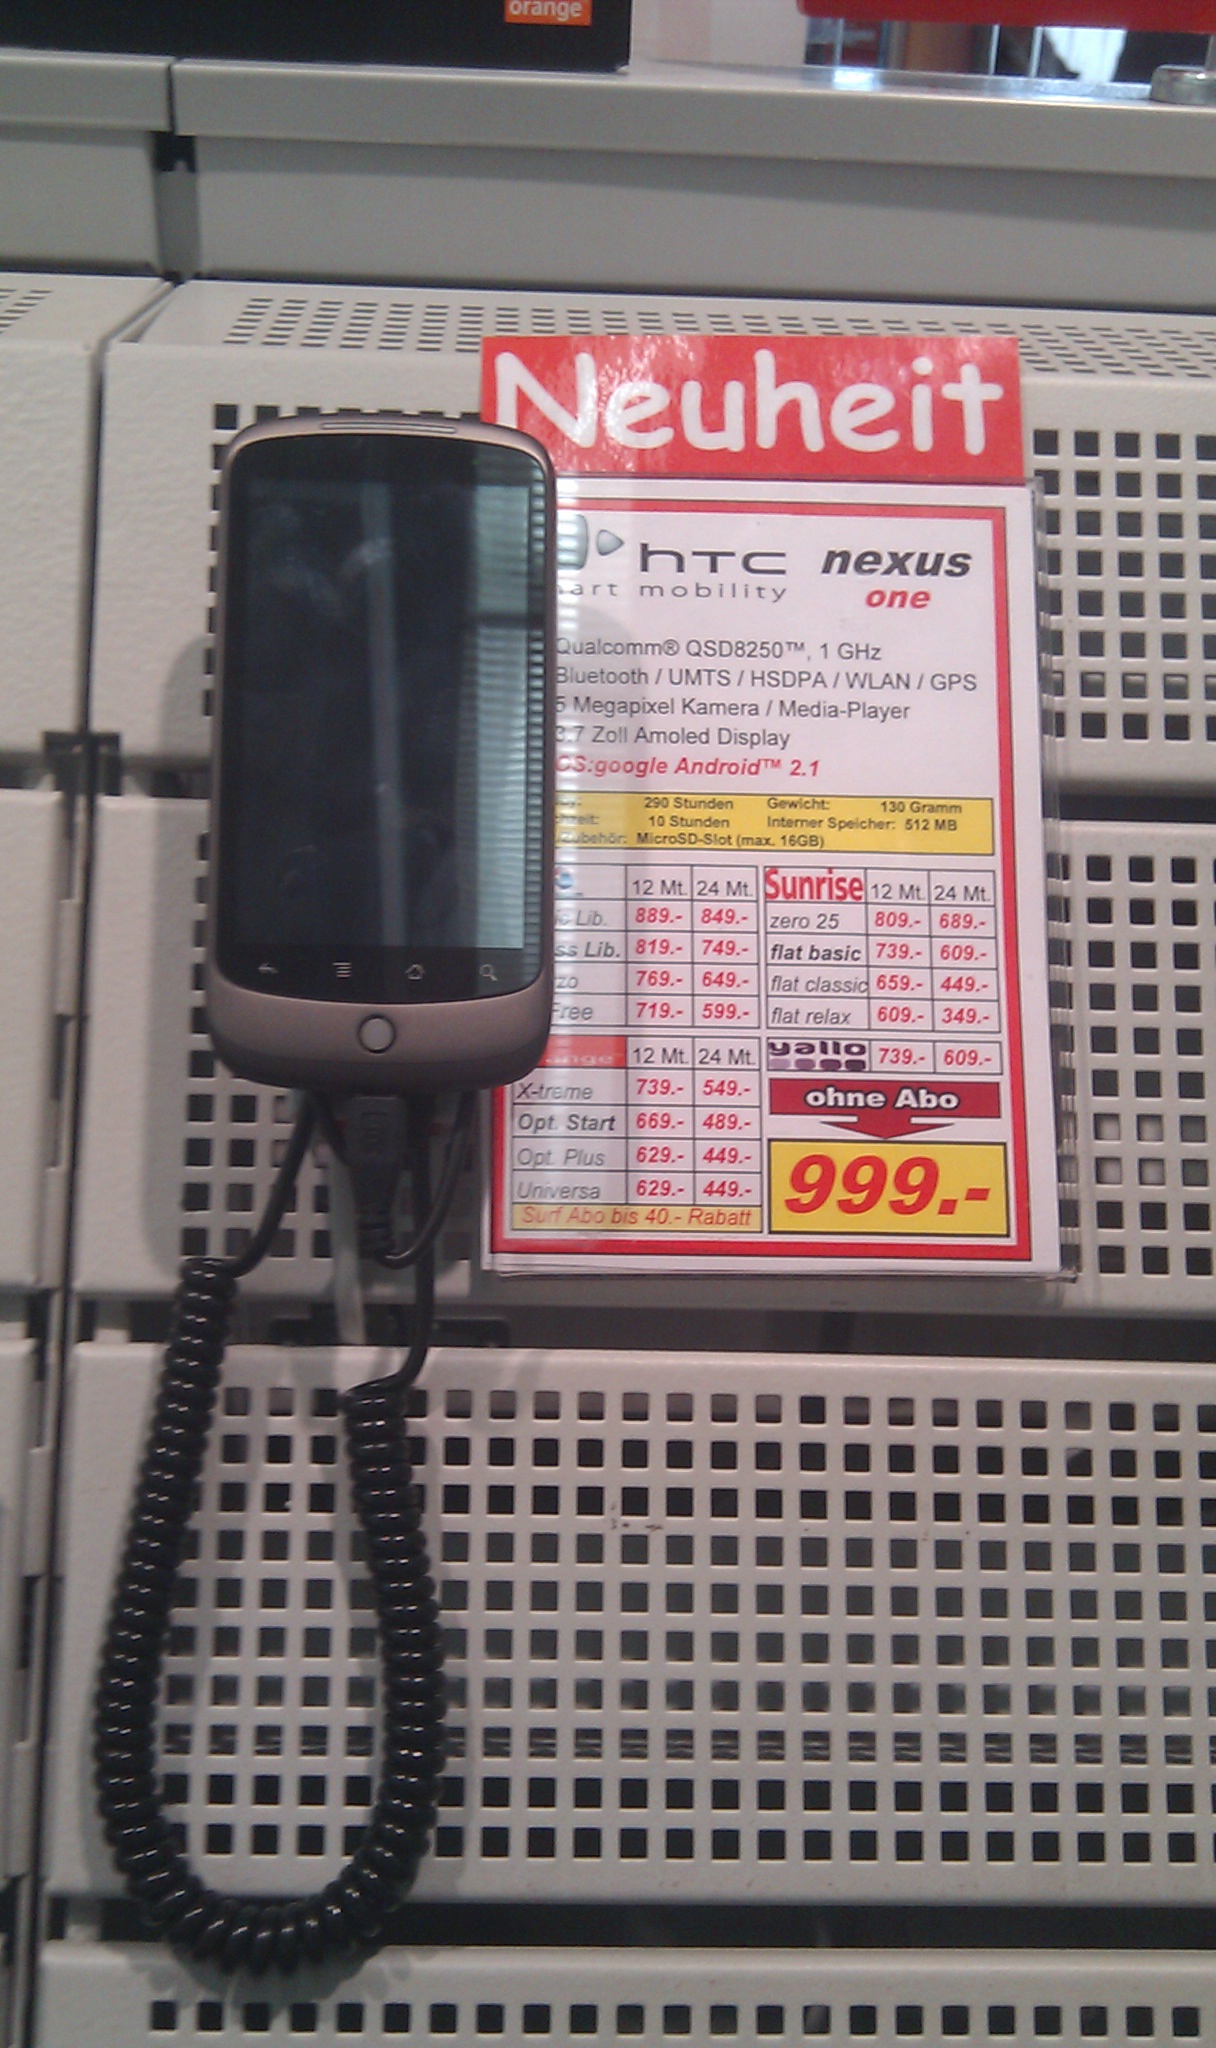 orange
Neuheit
htc nexus
mobility one
Qualcomm® QSD8250™, 1 GHz
Bluetooth / UMTS / HSDPA / WLAN / GPS
5 Megapixel Kamera / Media-Player
3.7 Zoll Amoled Display
OS:google Android™ 2.1
290 Stunden Gewicht: 130 Gramm
10 Stunden Interner Speicher: 512 MB
MicroSD-Slot (max. 16GB)
12 Mt. 24 Mt. Sunrise 12 Mt. 24 Mt.
Lib. 889.- 849.- zero 25 809.- 689.-
Lib. 819.- 749.- flat basic 739.- 609.-
769.- 649.- flat classic 659.- 449.-
Free 719.- 599.- flat relax 609.- 349.-
12 Mt. 24 Mt. yallo 739.- 609.-
X-treme 739.- 549.- ohne Abo
Opt. Start 669.- 489.-
Opt. Plus 629.- 449.- 999.-
Universa 629.- 449.-
Surf Abo bis 40.- Rabatt